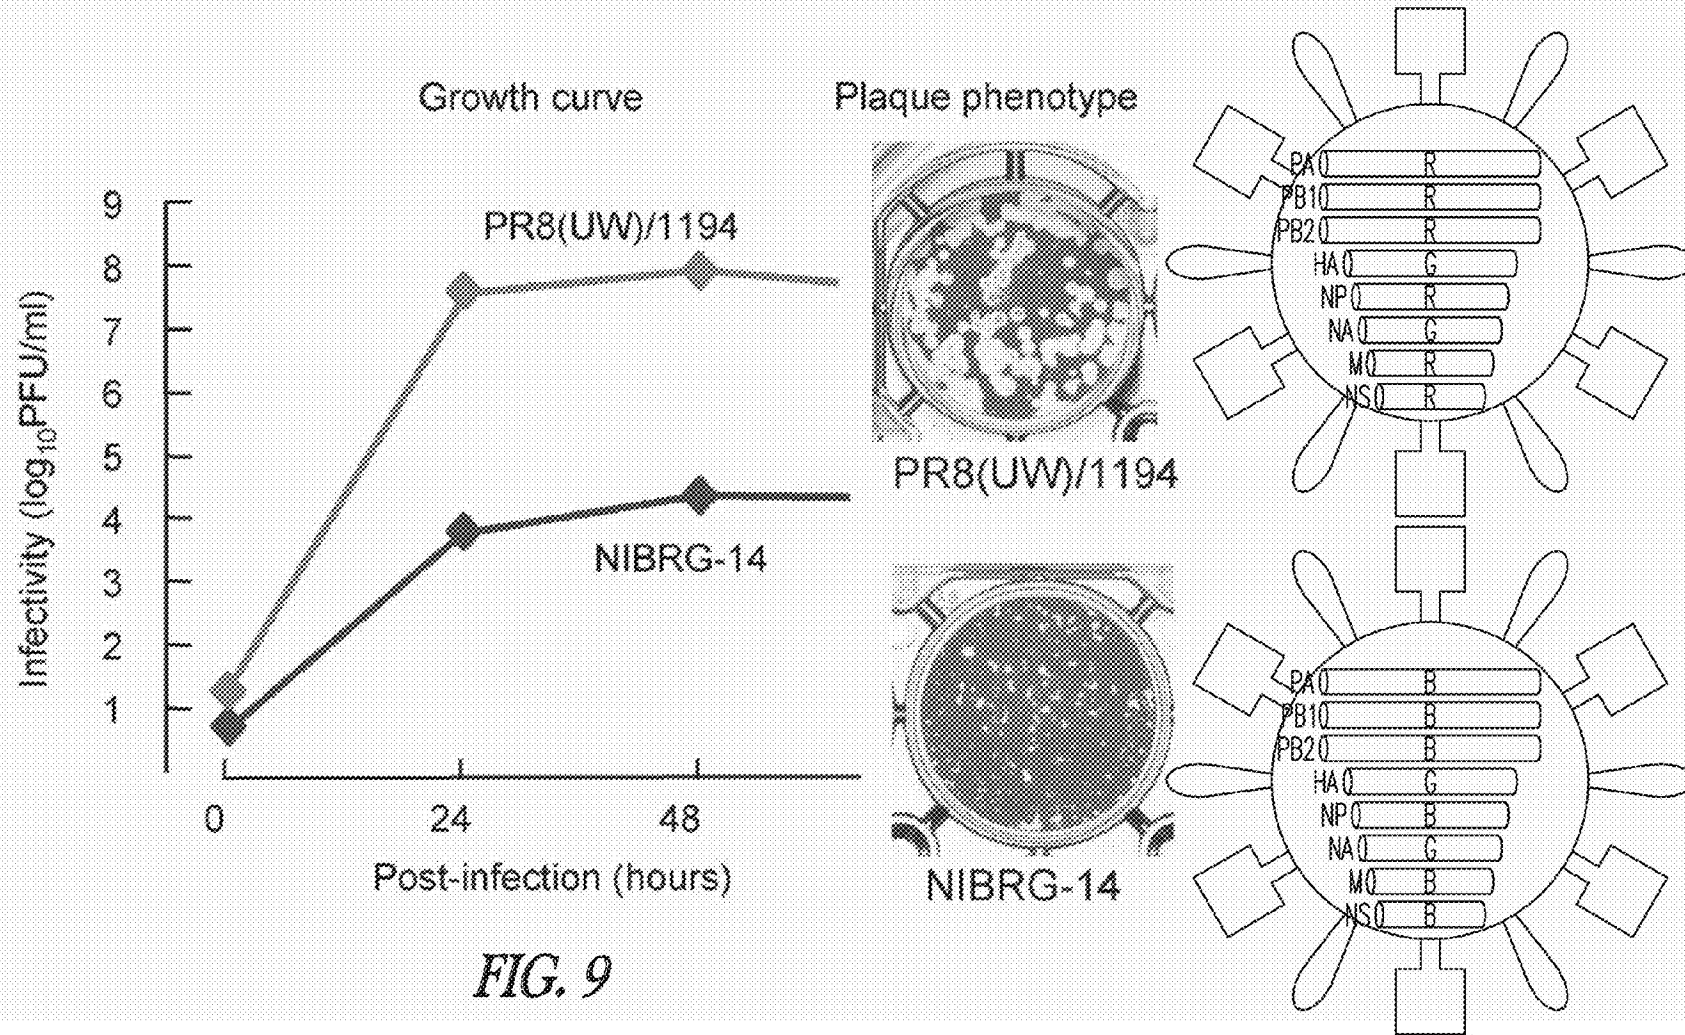 Growth curve
Plaque phenotype
Infectivity (log10PFU/ml)
9
8
7
6
5
4
3
2
1
PR8(UW)/1194
NIBRG-14
0 24 48
Post-infection (hours)
PR8(UW)/1194
NIBRG-14
PA R
PB1 R
PB2 R
HA G
NP R
NA G
M R
NS R
PA B
PB1 B
PB2 B
HA G
NP B
NA G
M B
NS B
FIG. 9